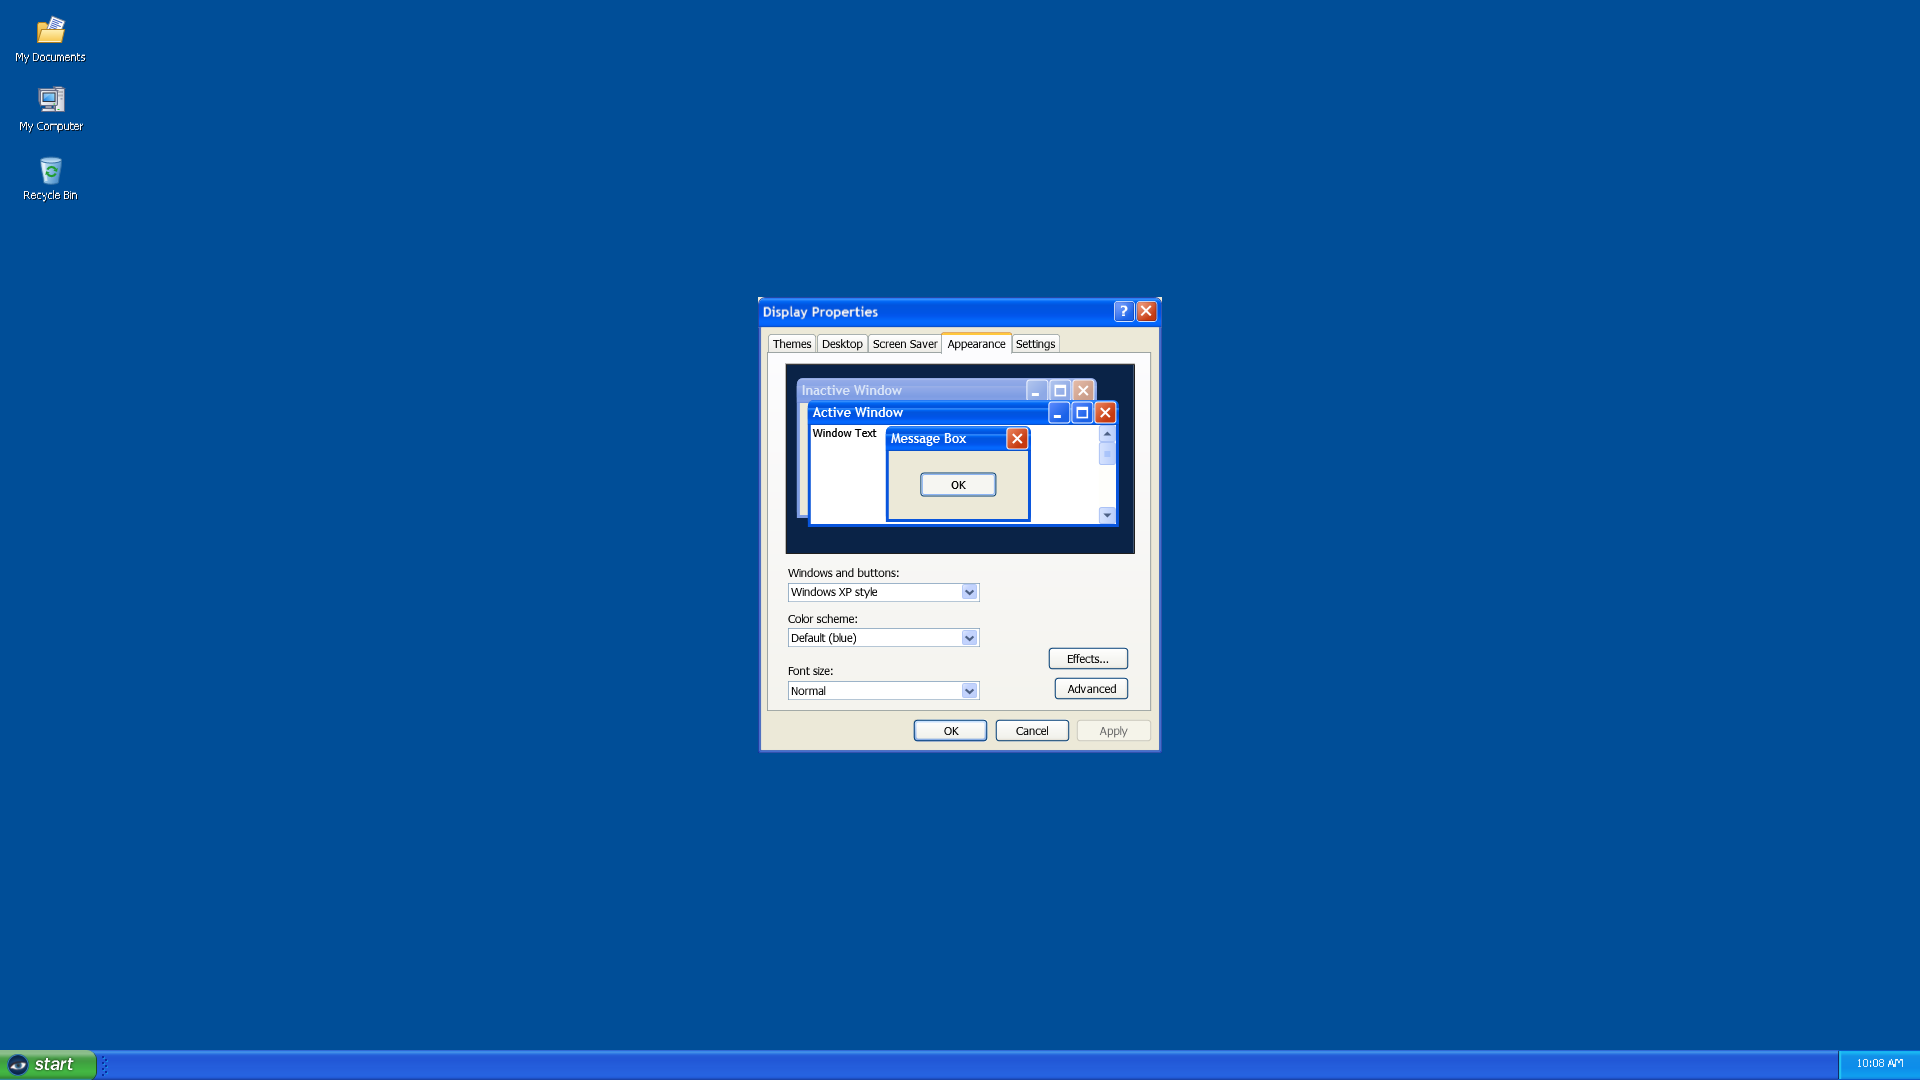 My Documents
My Computer
Recycle Bin
Display Properties
Themes Desktop Screen Saver Appearance Settings
Inactive Window
Active Window
Window Text
Message Box
OK
Windows and buttons:
Windows XP style
Color scheme:
Default (blue)
Effects...
Font size:
Normal
Advanced
OK Cancel Apply
start
10:08 AM